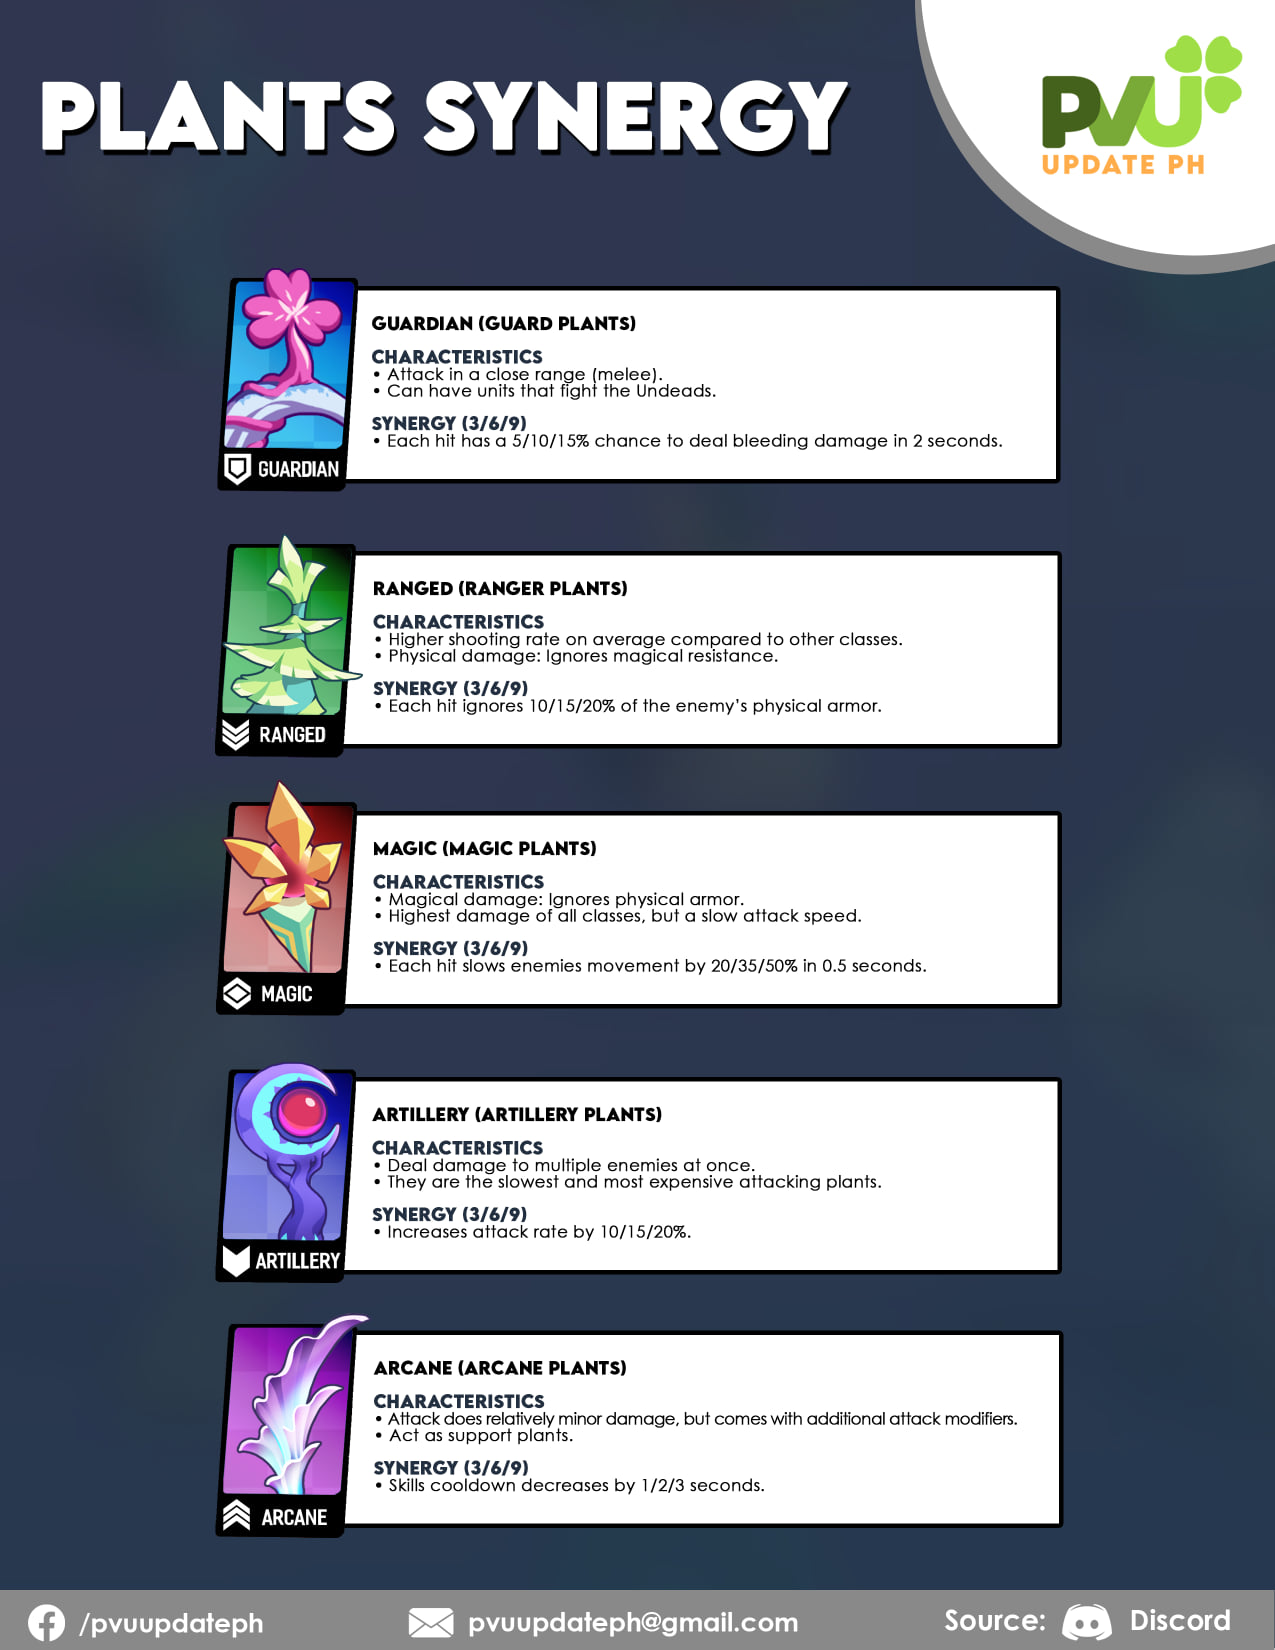 PLANTS SYNERGY
PVU
UPDATE PH
GUARDIAN (GUARD PLANTS)
CHARACTERISTICS
• Attack in a close range (melee).
• Can have units that fight the Undeads.
SYNERGY (3/6/9)
• Each hit has a 5/10/15% chance to deal bleeding damage in 2 seconds.
GUARDIAN
RANGED (RANGER PLANTS)
CHARACTERISTICS
• Higher shooting rate on average compared to other classes.
• Physical damage: Ignores magical resistance.
SYNERGY (3/6/9)
• Each hit ignores 10/15/20% of the enemy's physical armor.
RANGED
MAGIC (MAGIC PLANTS)
CHARACTERISTICS
• Magical damage: Ignores physical armor.
• Highest damage of all classes, but a slow attack speed.
SYNERGY (3/6/9)
• Each hit slows enemies movement by 20/35/50% in 0.5 seconds.
MAGIC
ARTILLERY (ARTILLERY PLANTS)
CHARACTERISTICS
• Deal damage to multiple enemies at once.
• They are the slowest and most expensive attacking plants.
SYNERGY (3/6/9)
• Increases attack rate by 10/15/20%.
ARTILLERY
ARCANE (ARCANE PLANTS)
CHARACTERISTICS
• Attack does relatively minor damage, but comes with additional attack modifiers.
• Act as support plants.
SYNERGY (3/6/9)
• Skills cooldown decreases by 1/2/3 seconds.
ARCANE
/pvuupdateph
pvuupdateph@gmail.com
Source: Discord